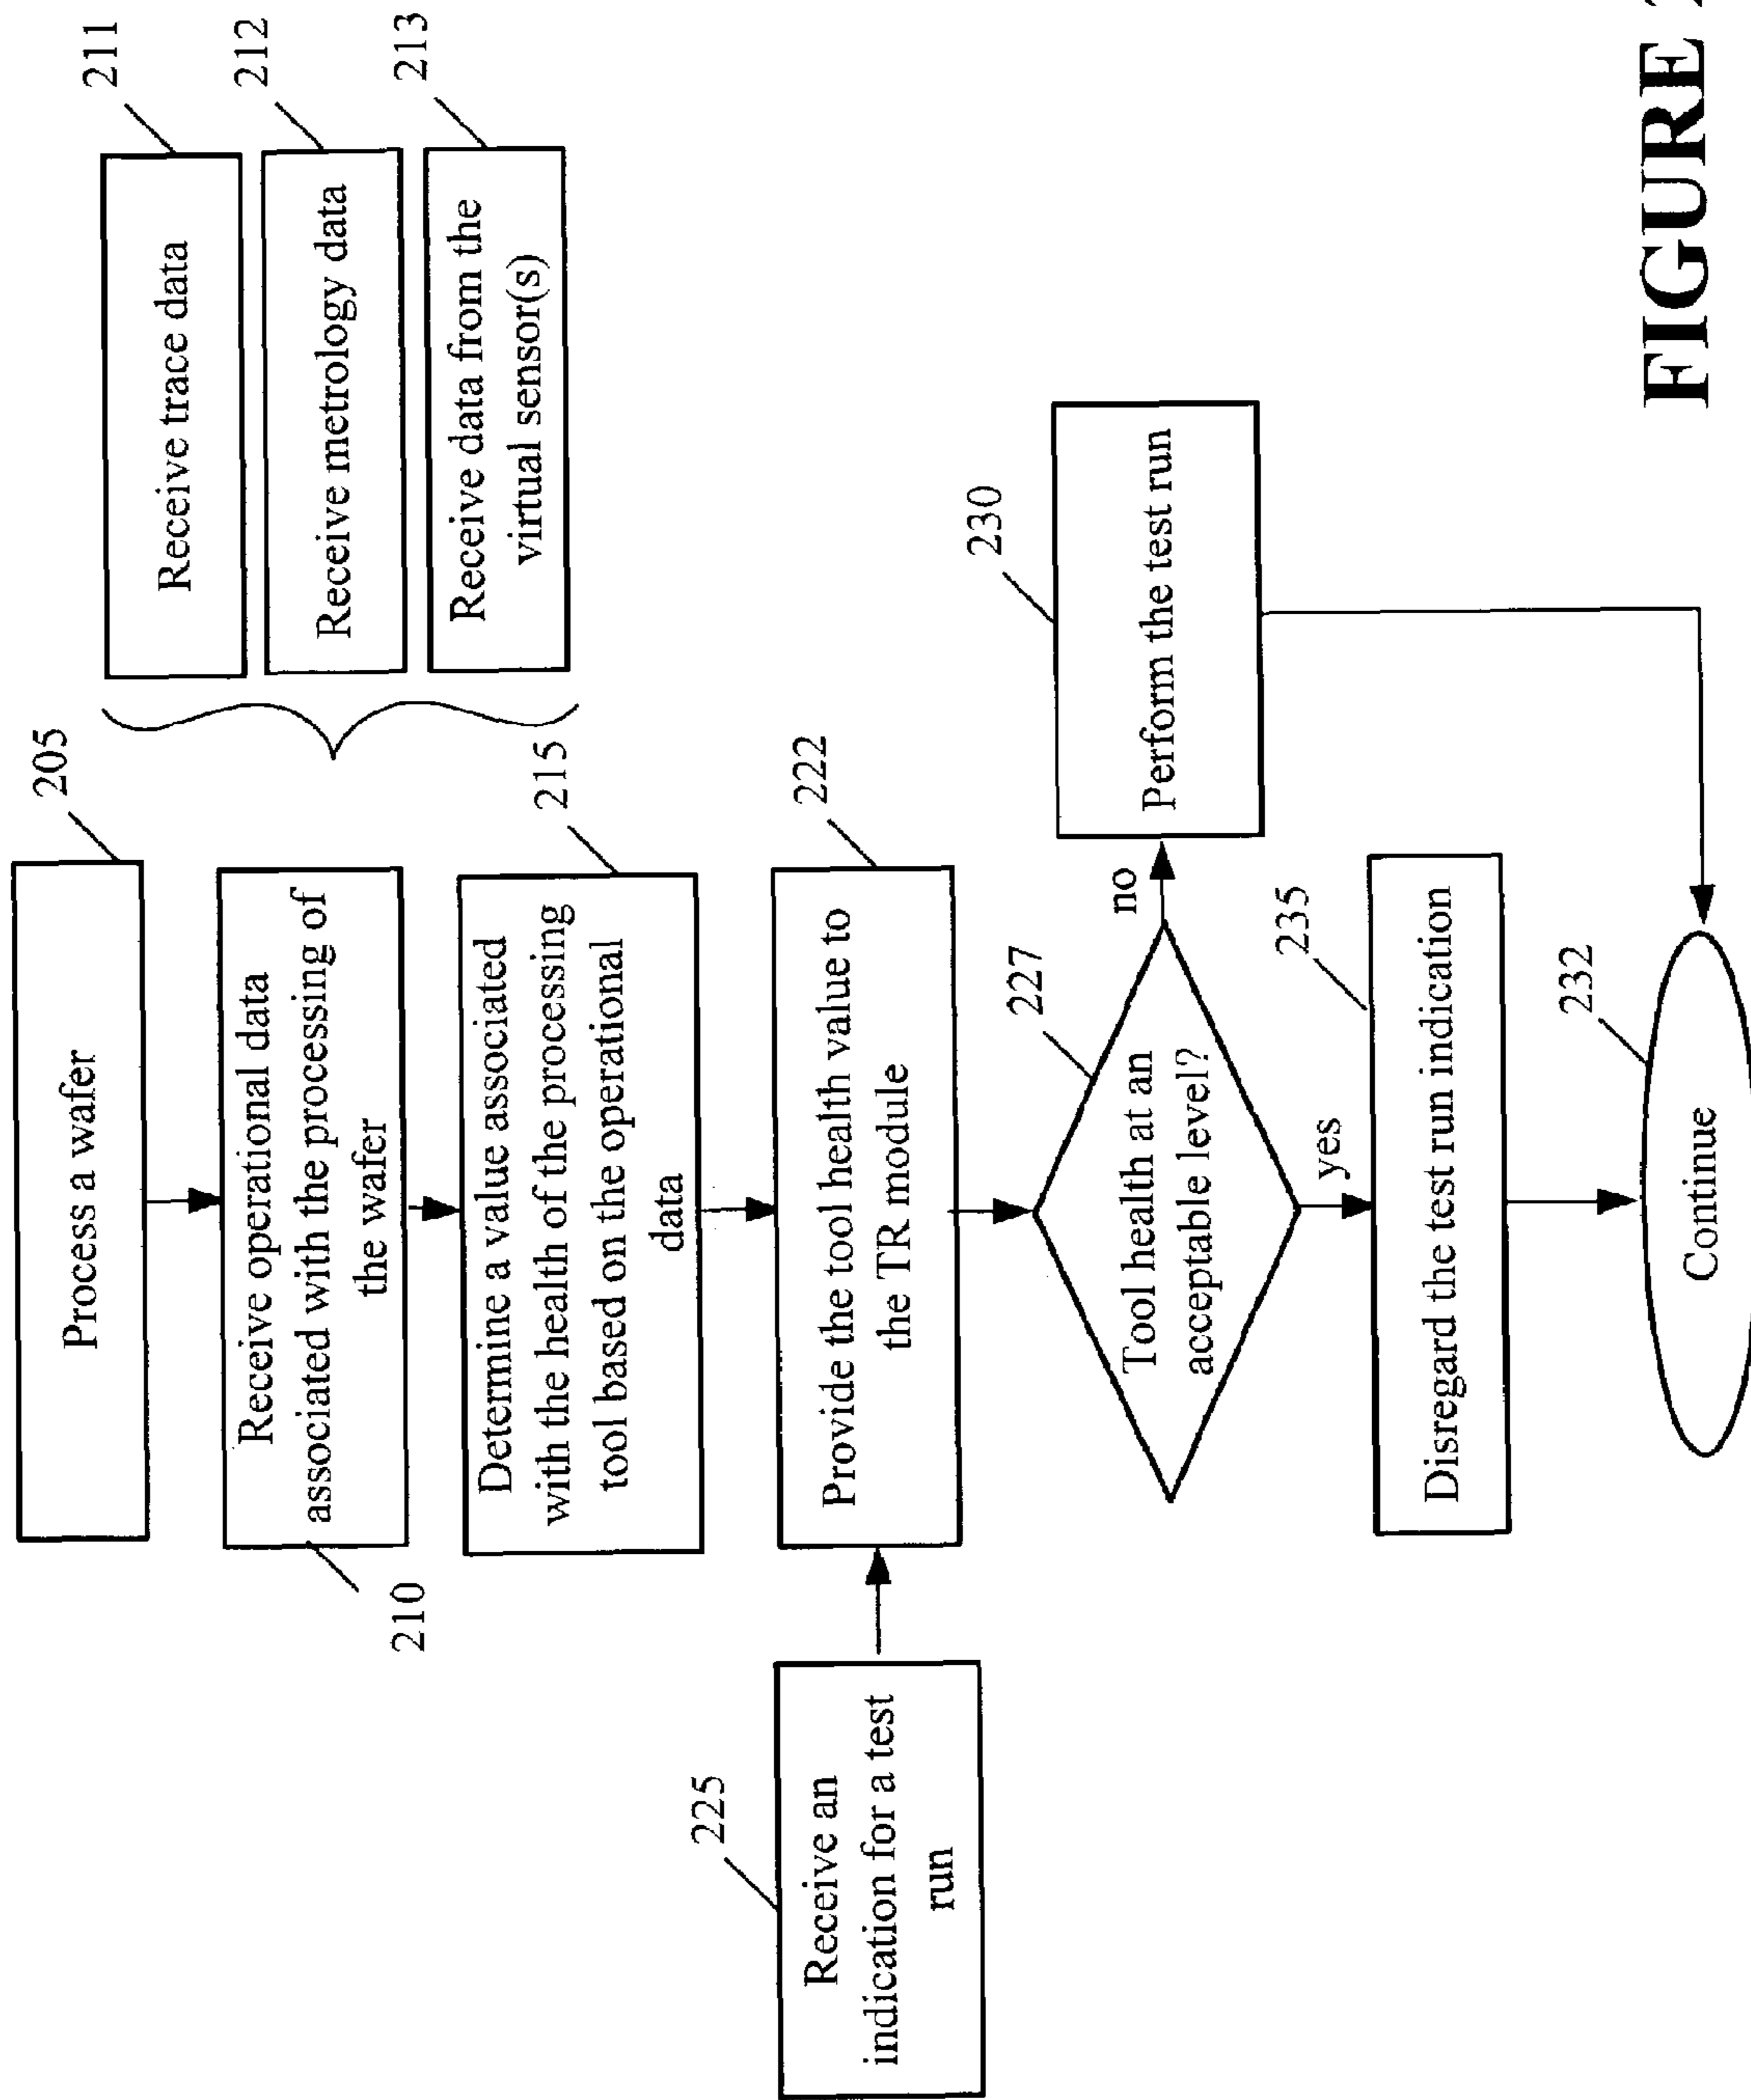 205
Process a wafer
211
Receive trace data
212
Receive metrology data
213
Receive data from the
virtual sensor(s)
210
Receive operational data
associated with the processing of
the wafer
215
Determine a value associated
with the health of the processing
tool based on the operational
data
225
Receive an
indication for a test
run
222
Provide the tool health value to
the TR module
227
Tool health at an
acceptable level?
no
230
Perform the test run
yes
235
Disregard the test run indication
232
Continue
FIGURE